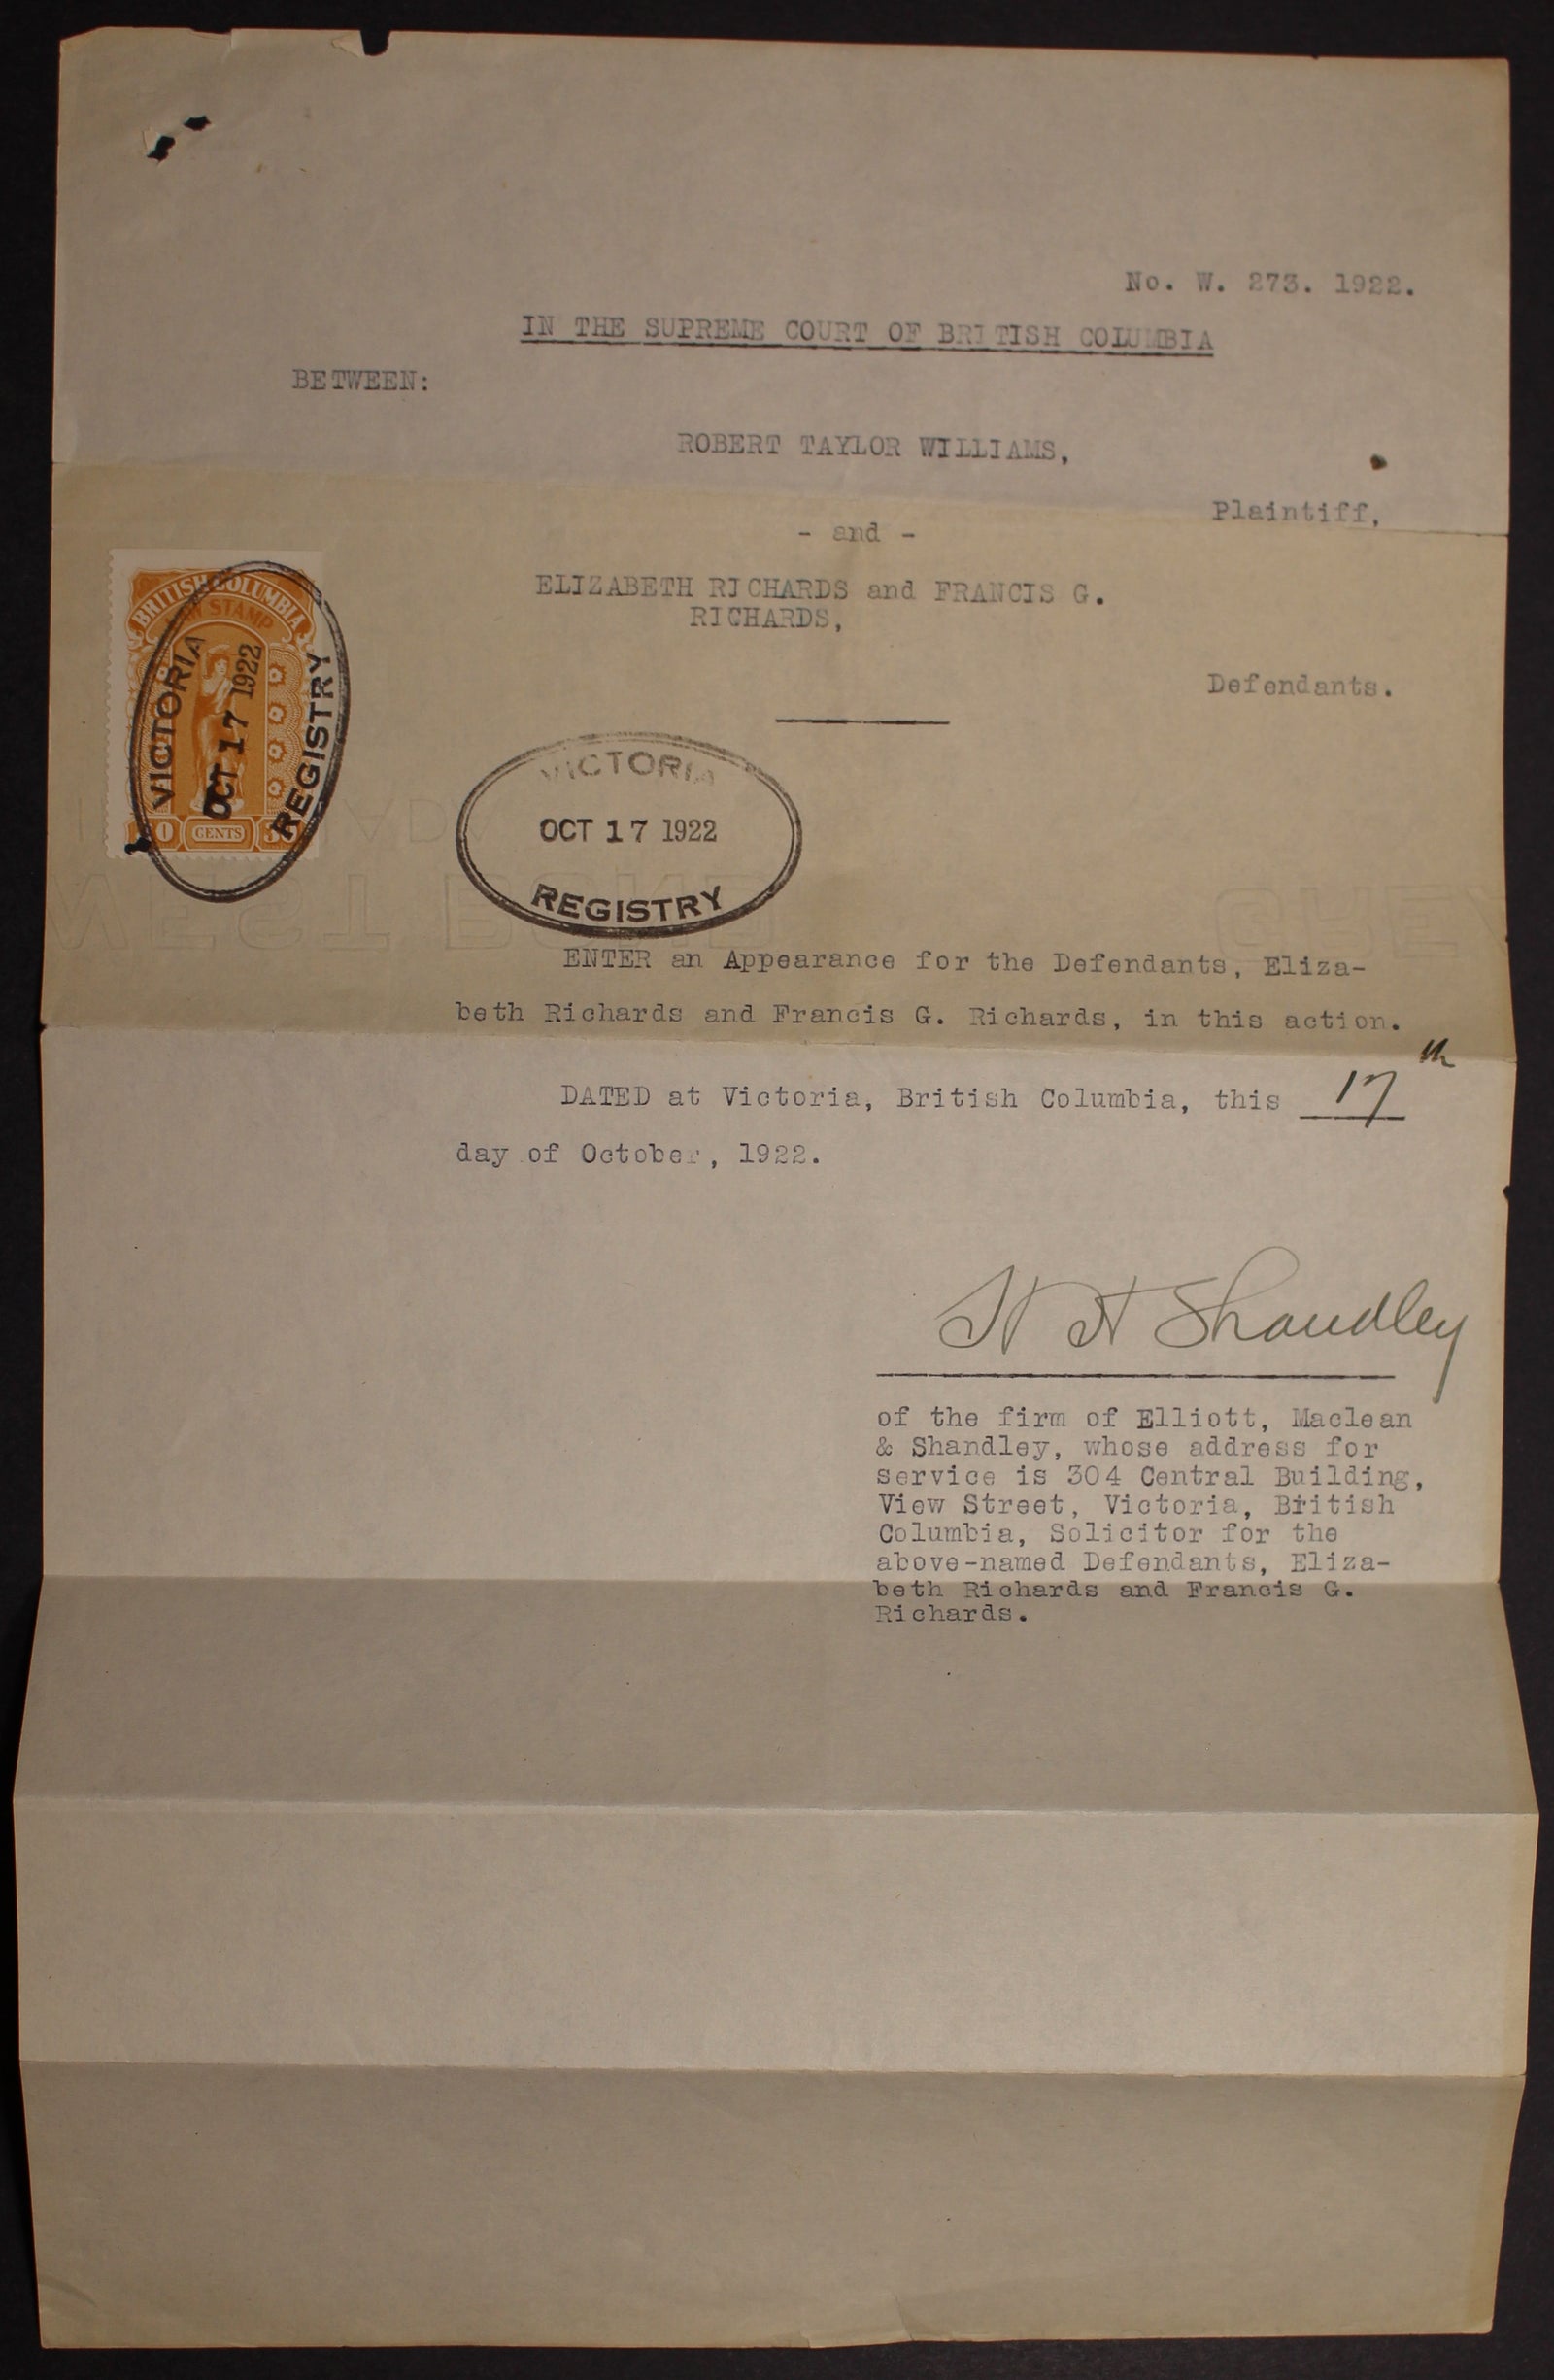 No. W. 273. 1922.
IN THE SUPREME COURT OF BRITISH COLUMBIA
BETWEEN:
ROBERT TAYLOR WILLIAMS,
Plaintiff,
- and -
ELIZABETH RICHARDS and FRANCIS G.
RICHARDS,
Defendants.
BRITISH COLUMBIA
LAW STAMP
CENTS
VICTORIA
OCT 17 1922
REGISTRY
VICTORIA
OCT 17 1922
REGISTRY
WEST END
ENTER an Appearance for the Defendants, Eliza-
beth Richards and Francis G. Richards, in this action.
DATED at Victoria, British Columbia, this 17th
day of October, 1922.
H A Shandley
of the firm of Elliott, Maclean
& Shandley, whose address for
service is 304 Central Building,
View Street, Victoria, British
Columbia, Solicitor for the
above-named Defendants, Eliza-
beth Richards and Francis G.
Richards.